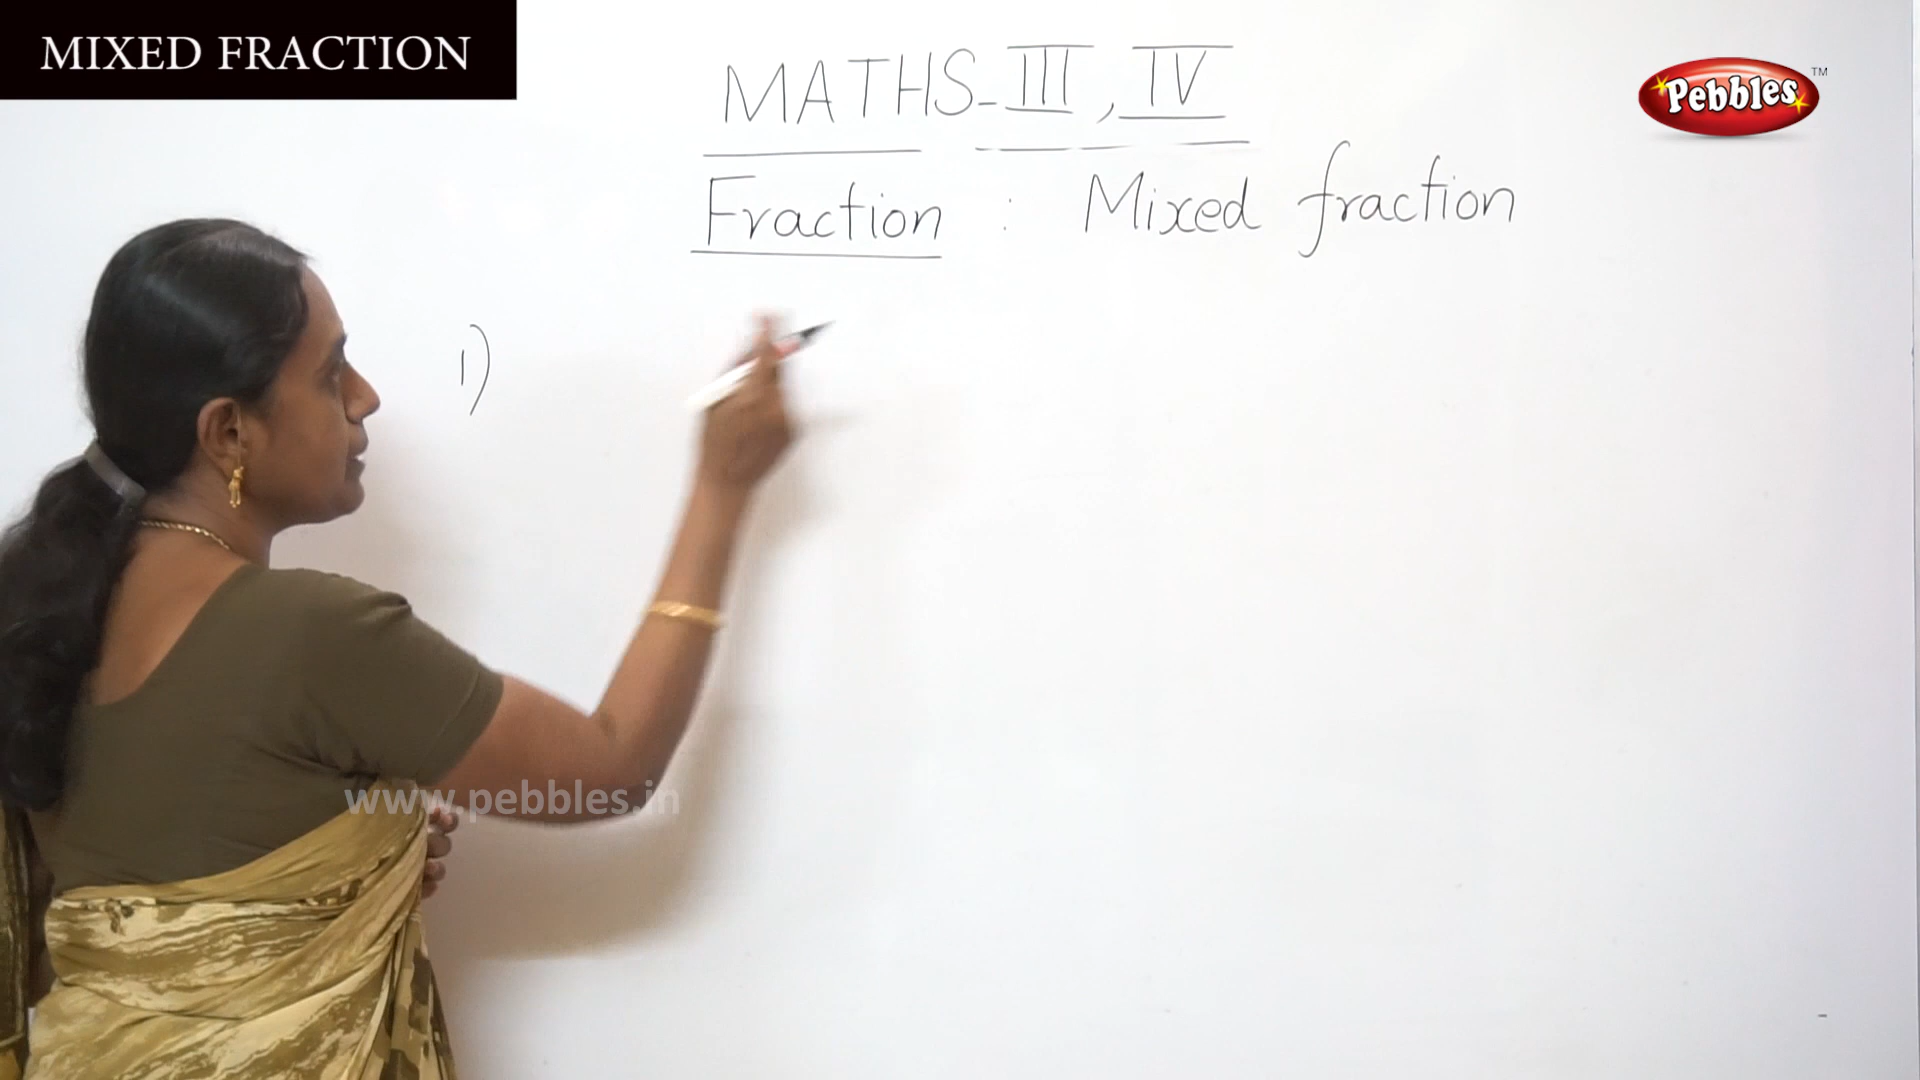 MIXED FRACTION
MATHS - III, IV
Pebbles TM
Fraction : Mixed fraction
1)
www.pebbles.in